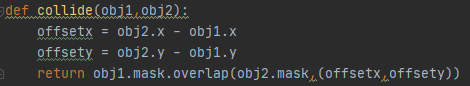 def collide(obj1,obj2):
    offsetx = obj2.x - obj1.x
    offsety = obj2.y - obj1.y
    return obj1.mask.overlap(obj2.mask,(offsetx,offsety))